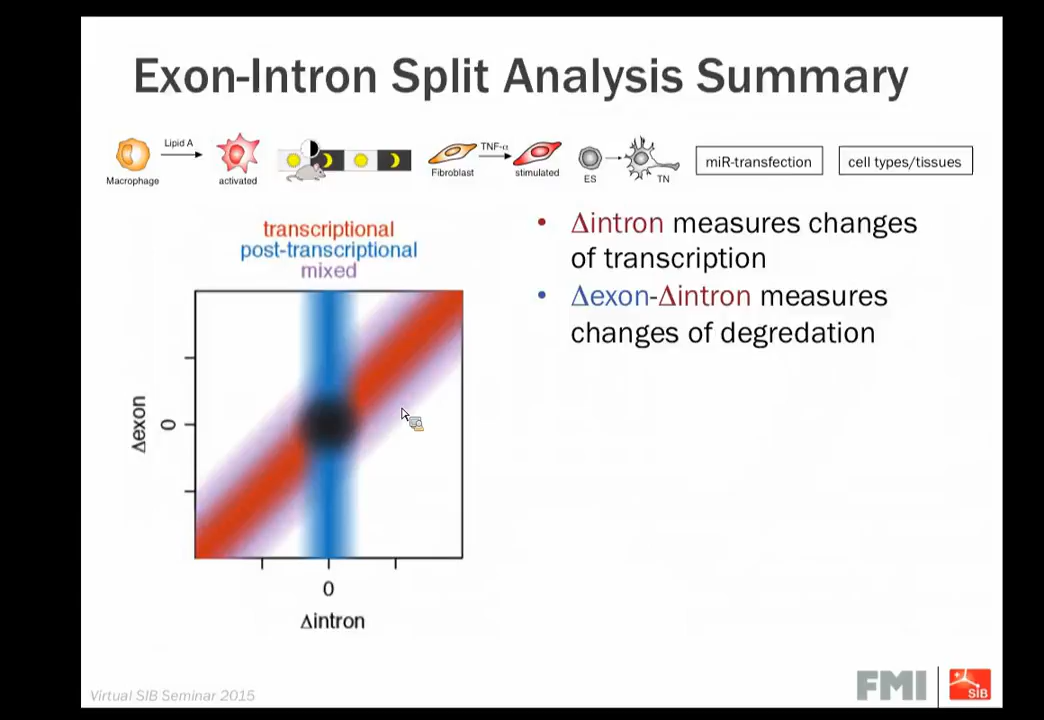 Exon-Intron Split Analysis Summary
Lipid A
Macrophage
activated
TNF-α
Fibroblast
stimulated
ES
TN
miR-transfection
cell types/tissues
transcriptional
post-transcriptional
mixed
Δexon
0
0
Δintron
• Δintron measures changes
of transcription
• Δexon-Δintron measures
changes of degredation
Virtual SIB Seminar 2015
FMI
SIB